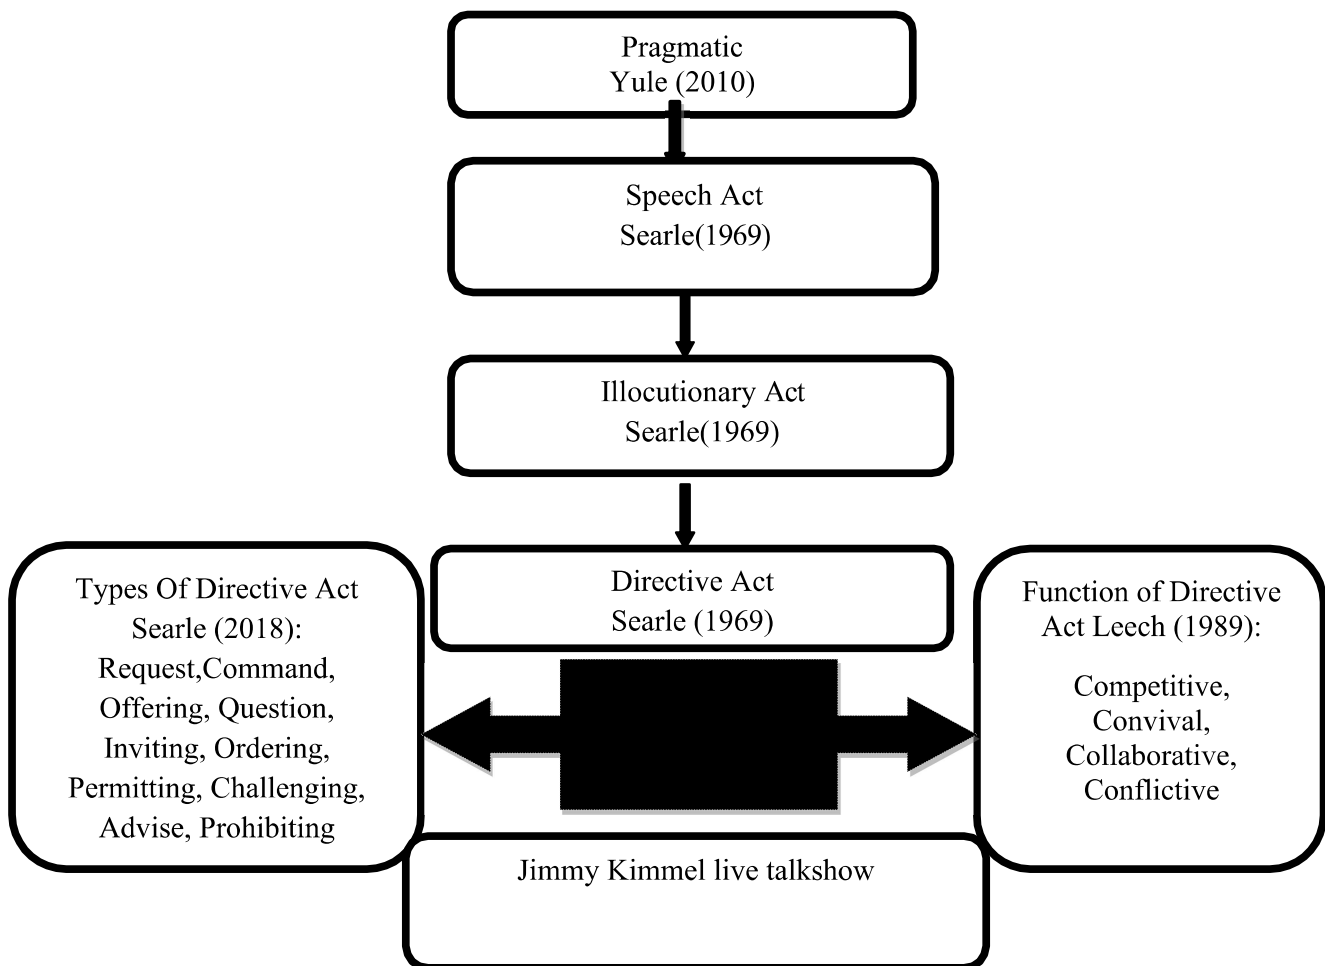 Pragmatic
Yule (2010)
Speech Act
Searle(1969)
Illocutionary Act
Searle(1969)
Directive Act
Searle (1969)
Types Of Directive Act
Searle (2018):
Request,Command,
Offering, Question,
Inviting, Ordering,
Permitting, Challenging,
Advise, Prohibiting
Function of Directive
Act Leech (1989):
Competitive,
Convival,
Collaborative,
Conflictive
Jimmy Kimmel live talkshow